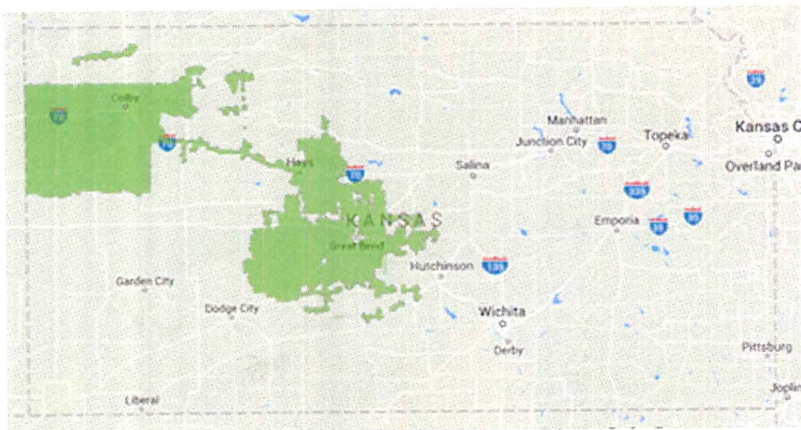 Colby
70
70
Hays
70
KANSAS
Great Bend
Salina
Manhattan
Junction City
70
Topeka
Kansas C
Overland Pa
335
Emporia
35
35
Garden City
Dodge City
Hutchinson
135
Wichita
Derby
Pittsburg
Joplin
Liberal